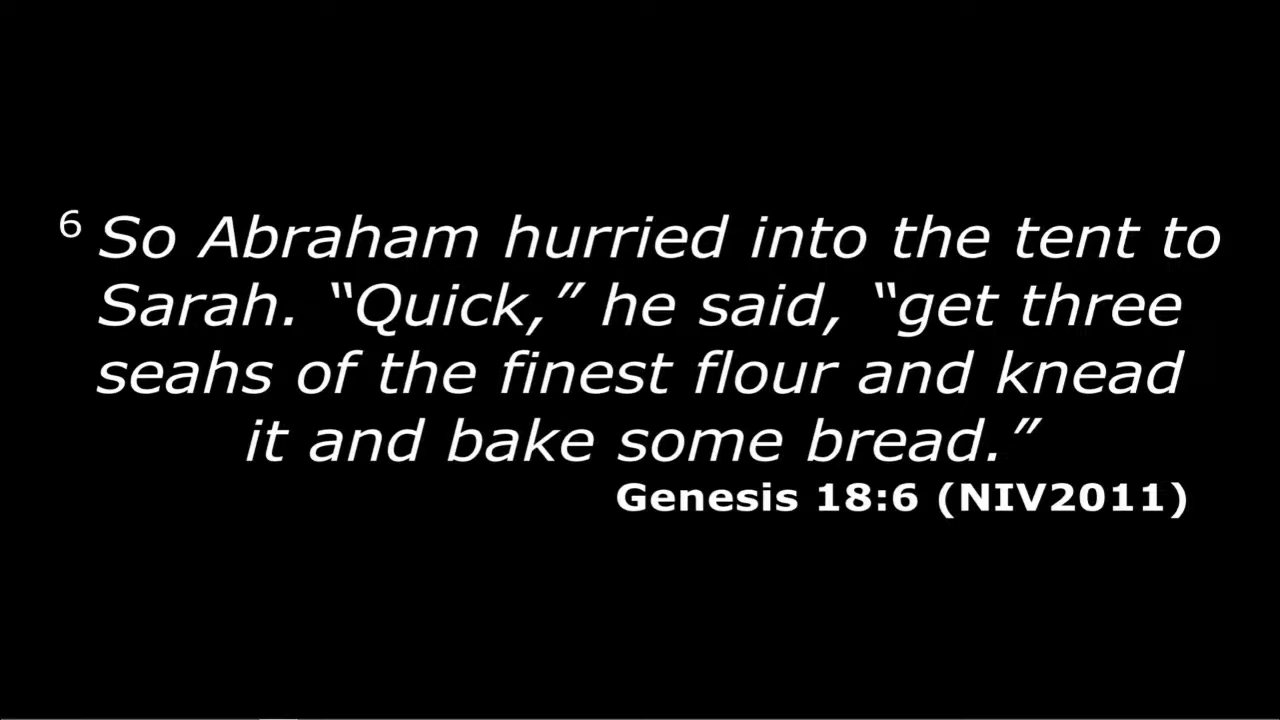 6 So Abraham hurried into the tent to
Sarah. “Quick,” he said, “get three
seahs of the finest flour and knead
it and bake some bread.”
Genesis 18:6 (NIV2011)